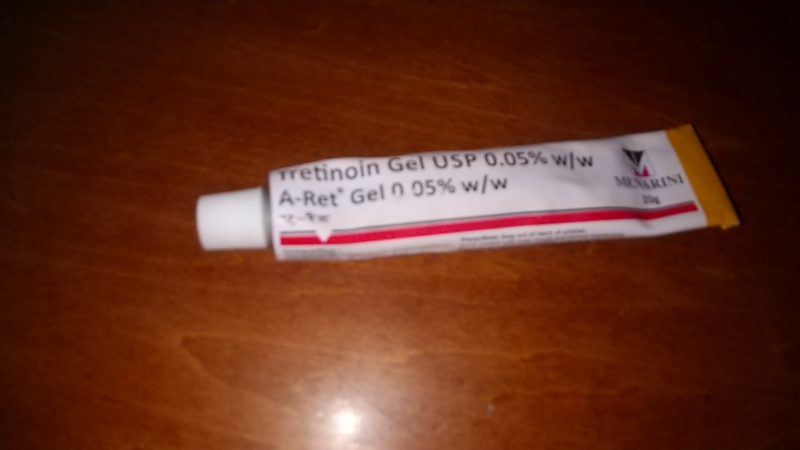 Tretinoin Gel USP 0.05% w/w
A-Ret® Gel 0.05% w/w
ए-रेट
MENARINI
20g